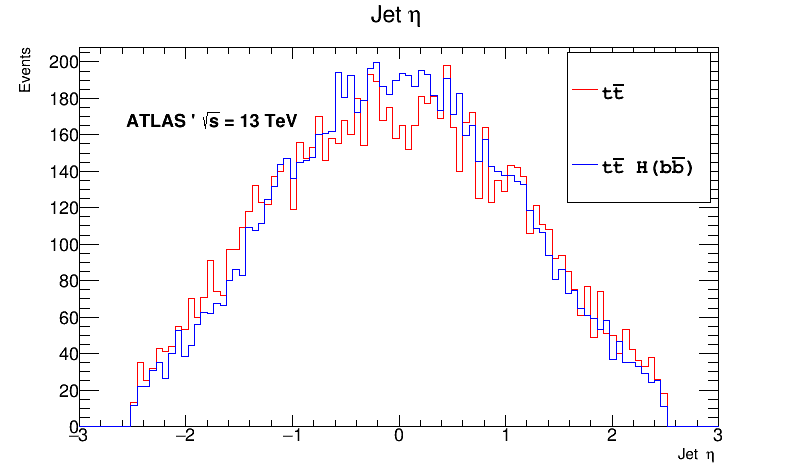 Jet η
Events
200
180
160
140
120
100
80
60
40
20
0
ATLAS ' √s = 13 TeV
tt̅
tt̅ H(bb̅)
−3 −2 −1 0 1 2 3
Jet η